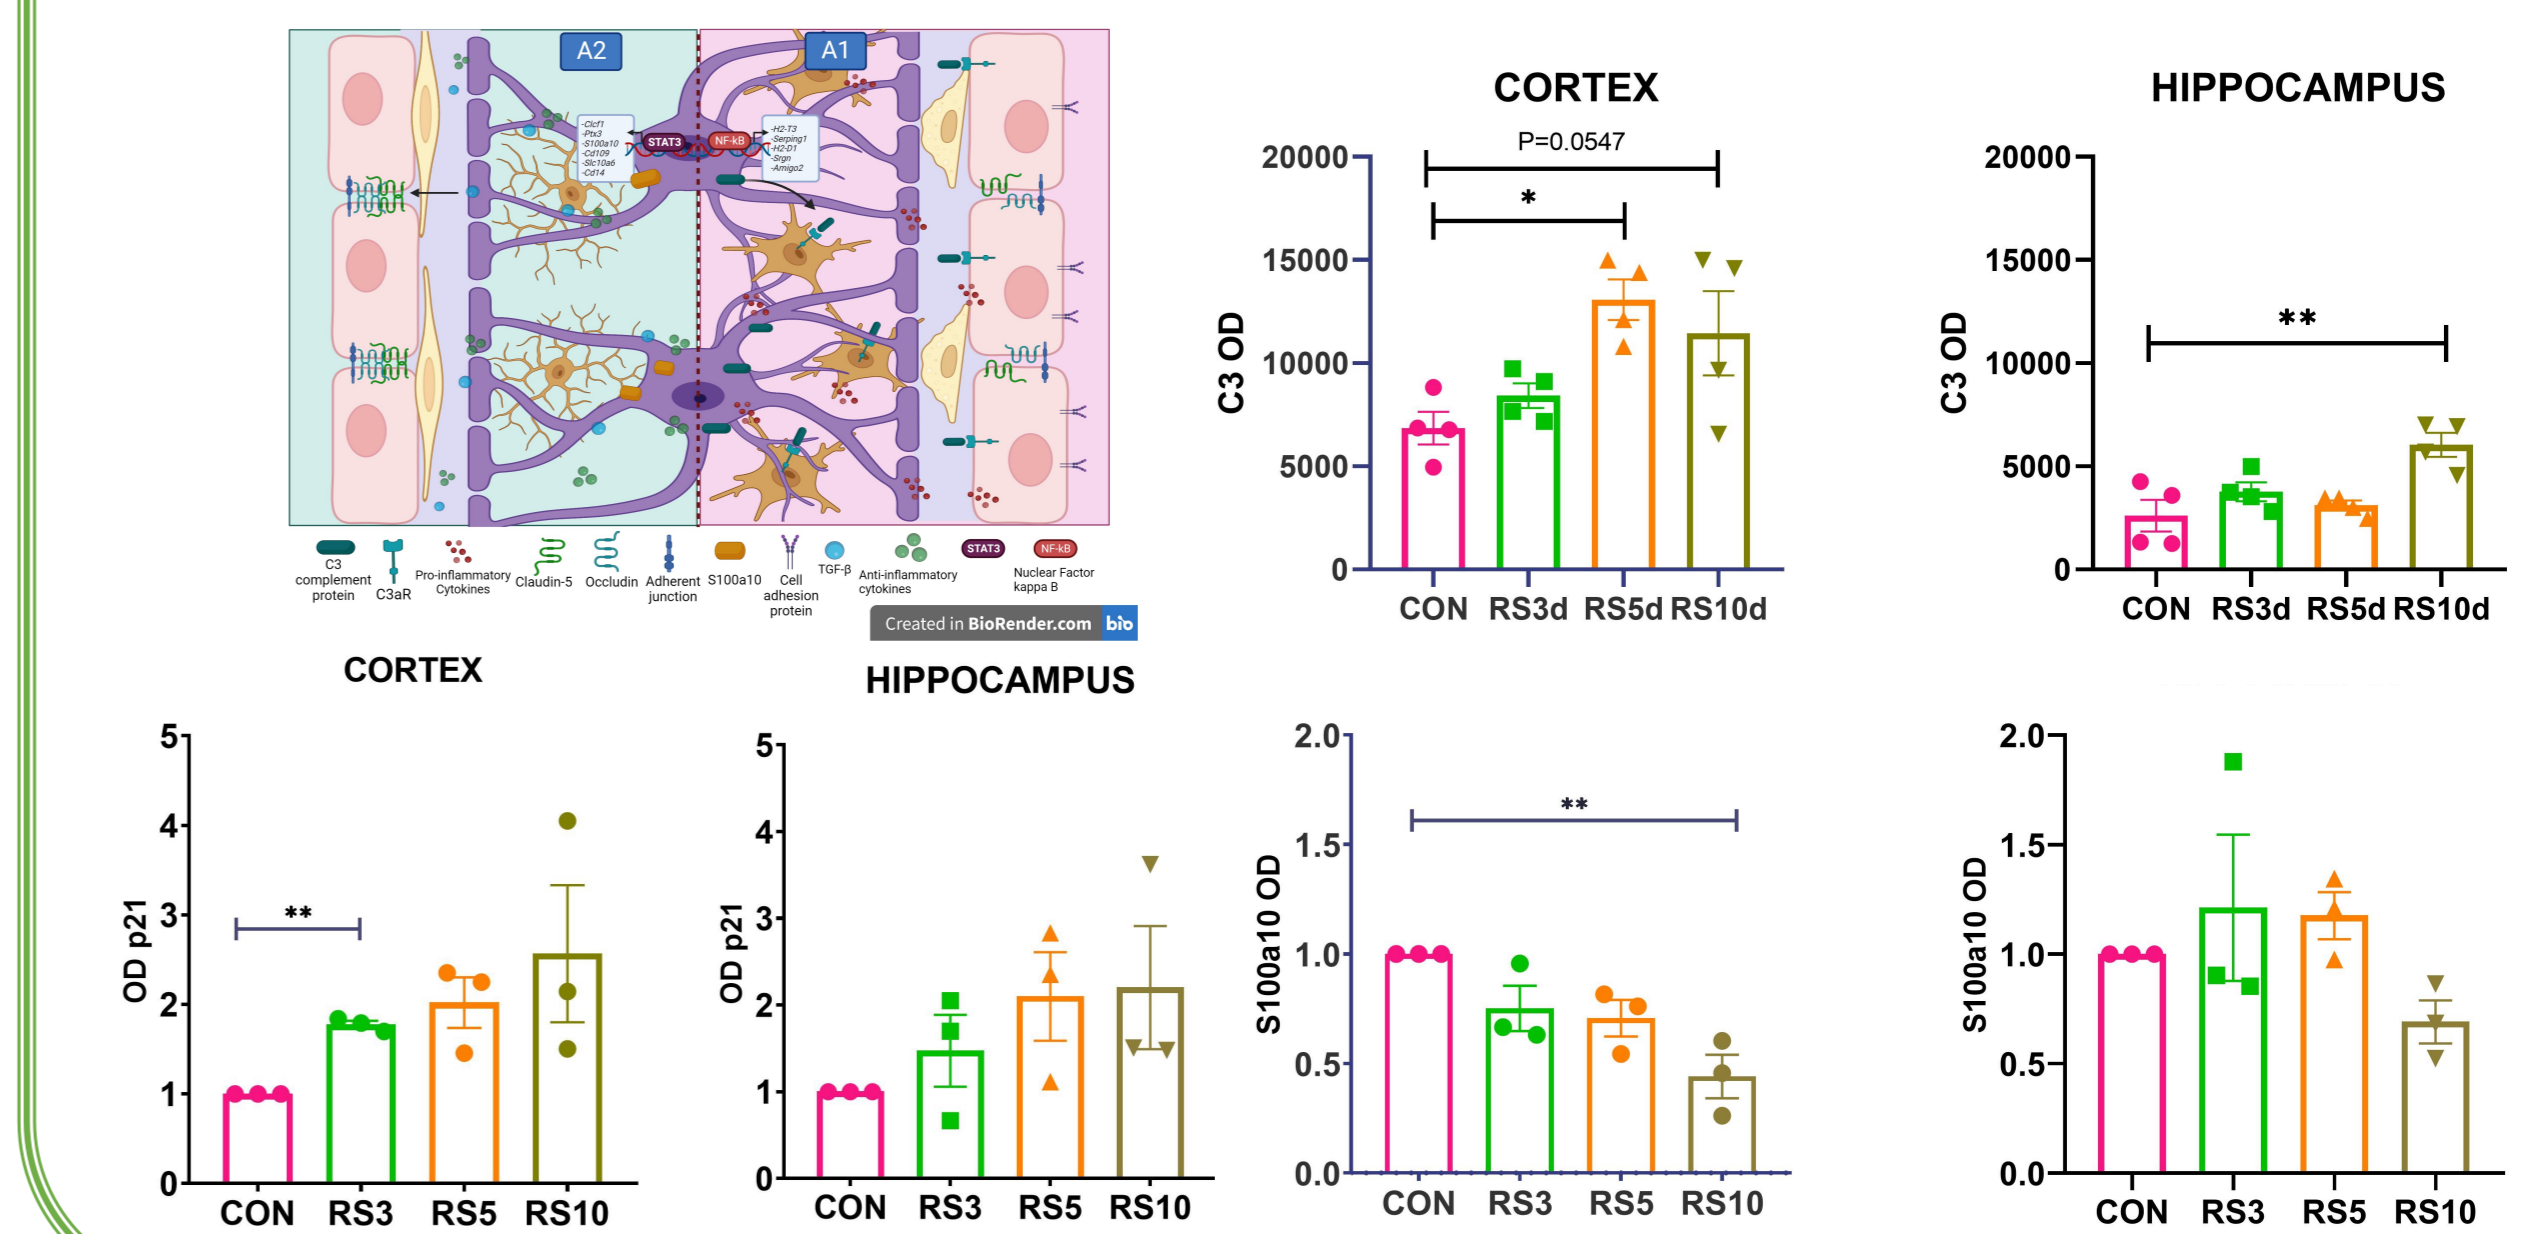 A2
A1
-Clcf1
-Ptx3
-S100a10
-Cd109
-Slc10a6
-Cd14
STAT3
NF-kB
-H2-T3
-Serping1
-H2-D1
-Srgn
-Amigo2
C3
complement
protein
C3aR
Pro-inflammatory
Cytokines
Claudin-5
Occludin
Adherent
junction
S100a10
Cell
adhesion
protein
TGF-β
Anti-inflammatory
cytokines
STAT3
NF-kB
Nuclear Factor
kappa B
Created in BioRender.com bio
CORTEX
P=0.0547
*
20000
15000
10000
5000
0
C3 OD
CON RS3d RS5d RS10d
HIPPOCAMPUS
**
20000
15000
10000
5000
0
C3 OD
CON RS3d RS5d RS10d
CORTEX
**
5
4
3
2
1
0
OD p21
CON RS3 RS5 RS10
HIPPOCAMPUS
5
4
3
2
1
0
OD p21
CON RS3 RS5 RS10
**
2.0
1.5
1.0
0.5
0.0
S100a10 OD
CON RS3 RS5 RS10
2.0
1.5
1.0
0.5
0.0
S100a10 OD
CON RS3 RS5 RS10